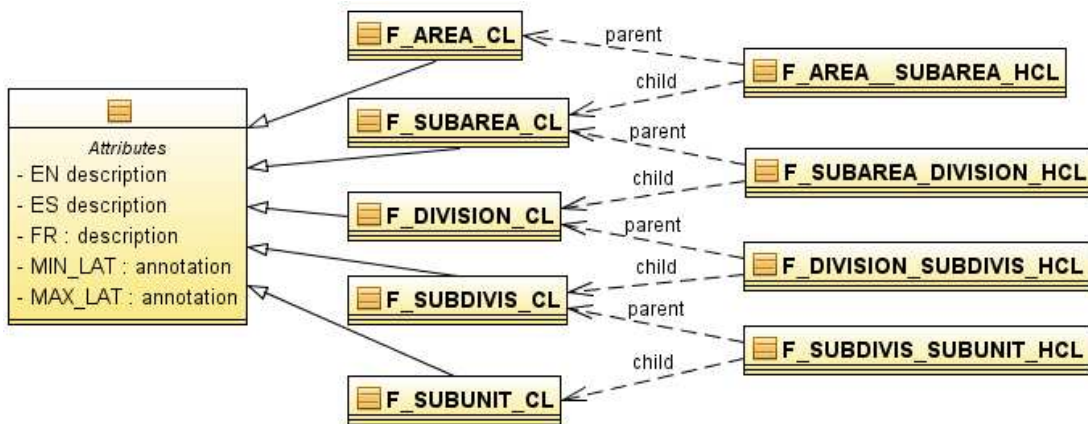 F_AREA_CL
parent
F_AREA__SUBAREA_HCL
child
F_SUBAREA_CL
parent
F_SUBAREA_DIVISION_HCL
Attributes
- EN description
- ES description
- FR : description
- MIN_LAT : annotation
- MAX_LAT : annotation
child
F_DIVISION_CL
parent
F_DIVISION_SUBDIVIS_HCL
child
F_SUBDIVIS_CL
parent
F_SUBDIVIS_SUBUNIT_HCL
child
F_SUBUNIT_CL